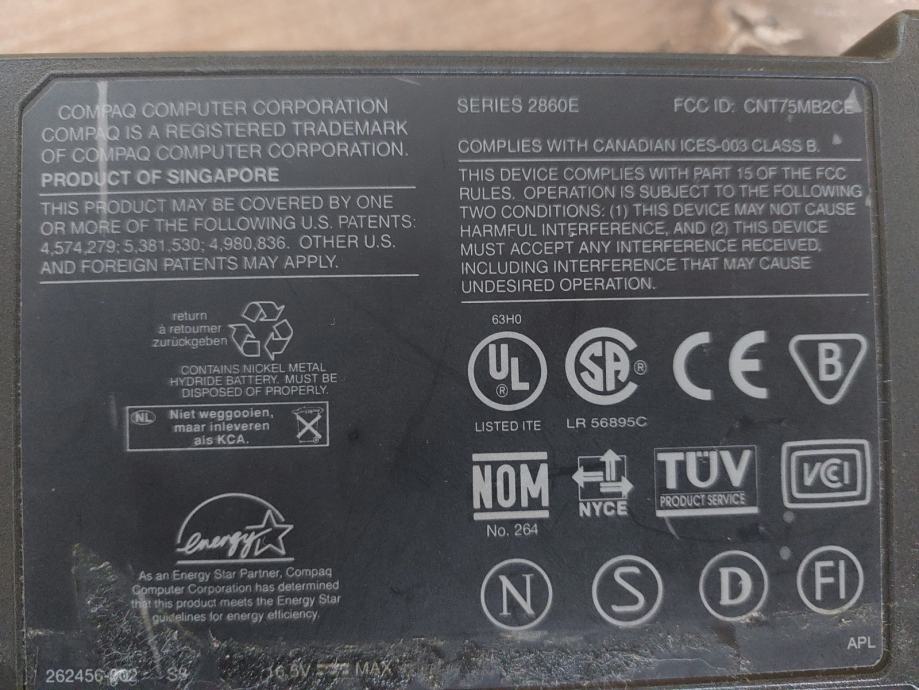 COMPAQ COMPUTER CORPORATION
COMPAQ IS A REGISTERED TRADEMARK
OF COMPAQ COMPUTER CORPORATION.
PRODUCT OF SINGAPORE
THIS PRODUCT MAY BE COVERED BY ONE
OR MORE OF THE FOLLOWING U.S. PATENTS:
4,574,279; 5,381,530; 4,980,836. OTHER U.S.
AND FOREIGN PATENTS MAY APPLY.
return
à retourner
zurückgeben
CONTAINS NICKEL METAL
HYDRIDE BATTERY. MUST BE
DISPOSED OF PROPERLY.
NL
Niet weggooien,
maar inleveren
als KCA.
energy
As an Energy Star Partner, Compaq
Computer Corporation has determined
that this product meets the Energy Star
guidelines for energy efficiency.
SERIES 2860E FCC ID: CNT75MB2CE
COMPLIES WITH CANADIAN ICES-003 CLASS B.
THIS DEVICE COMPLIES WITH PART 15 OF THE FCC
RULES. OPERATION IS SUBJECT TO THE FOLLOWING
TWO CONDITIONS: (1) THIS DEVICE MAY NOT CAUSE
HARMFUL INTERFERENCE, AND (2) THIS DEVICE
MUST ACCEPT ANY INTERFERENCE RECEIVED,
INCLUDING INTERFERENCE THAT MAY CAUSE
UNDESIRED OPERATION.
63H0
UL ® SA ® CE B
LISTED ITE LR 56895C
NOM NYCE TÜV PRODUCT SERVICE VCCI
No. 264
N S D FI
APL
MAX